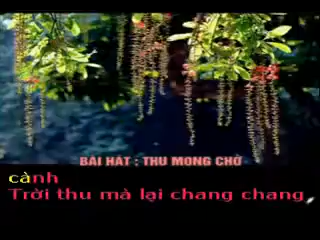 BÀI HÁT : THU MONG CHỜ
cành
Trời thu mà lại chang chang,